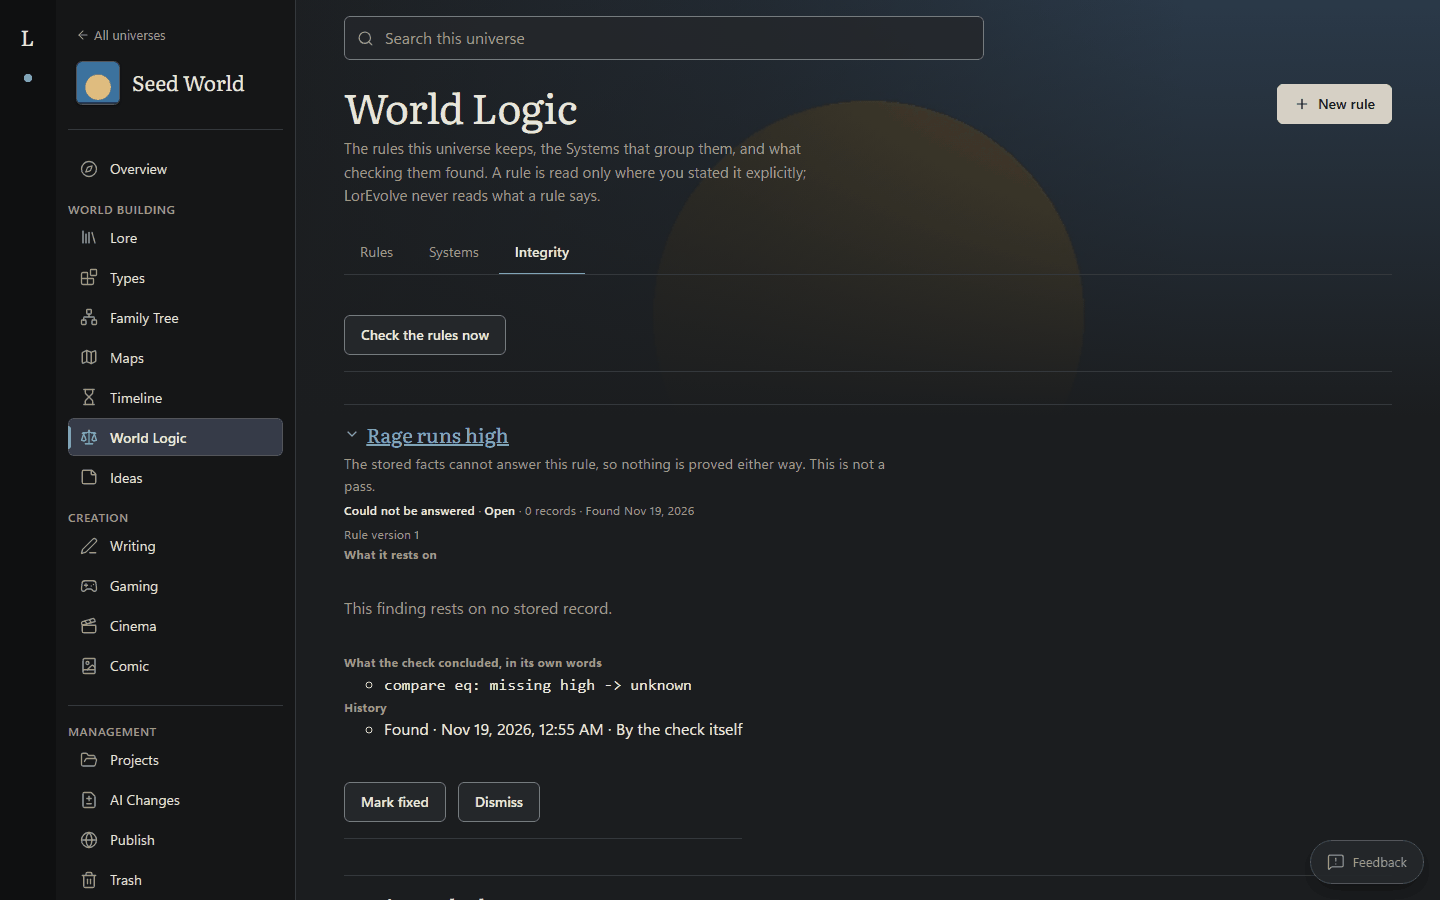 L
All universes
Seed World
Overview
WORLD BUILDING
Lore
Types
Family Tree
Maps
Timeline
World Logic
Ideas
CREATION
Writing
Gaming
Cinema
Comic
MANAGEMENT
Projects
AI Changes
Publish
Trash
Search this universe
World Logic
New rule
The rules this universe keeps, the Systems that group them, and what
checking them found. A rule is read only where you stated it explicitly;
LorEvolve never reads what a rule says.
Rules Systems Integrity
Check the rules now
Rage runs high
The stored facts cannot answer this rule, so nothing is proved either way. This is not a
pass.
Could not be answered · Open · 0 records · Found Nov 19, 2026
Rule version 1
What it rests on
This finding rests on no stored record.
What the check concluded, in its own words
compare eq: missing high -> unknown
History
Found · Nov 19, 2026, 12:55 AM · By the check itself
Mark fixed Dismiss
Feedback